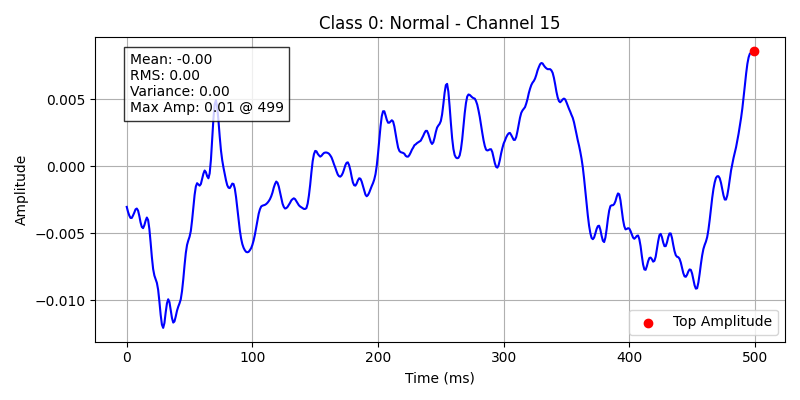 Class 0: Normal - Channel 15
Mean: -0.00
RMS: 0.00
Variance: 0.00
Max Amp: 0.01 @ 499
0.005
0.000
−0.005
−0.010
Amplitude
Top Amplitude
0 100 200 300 400 500
Time (ms)